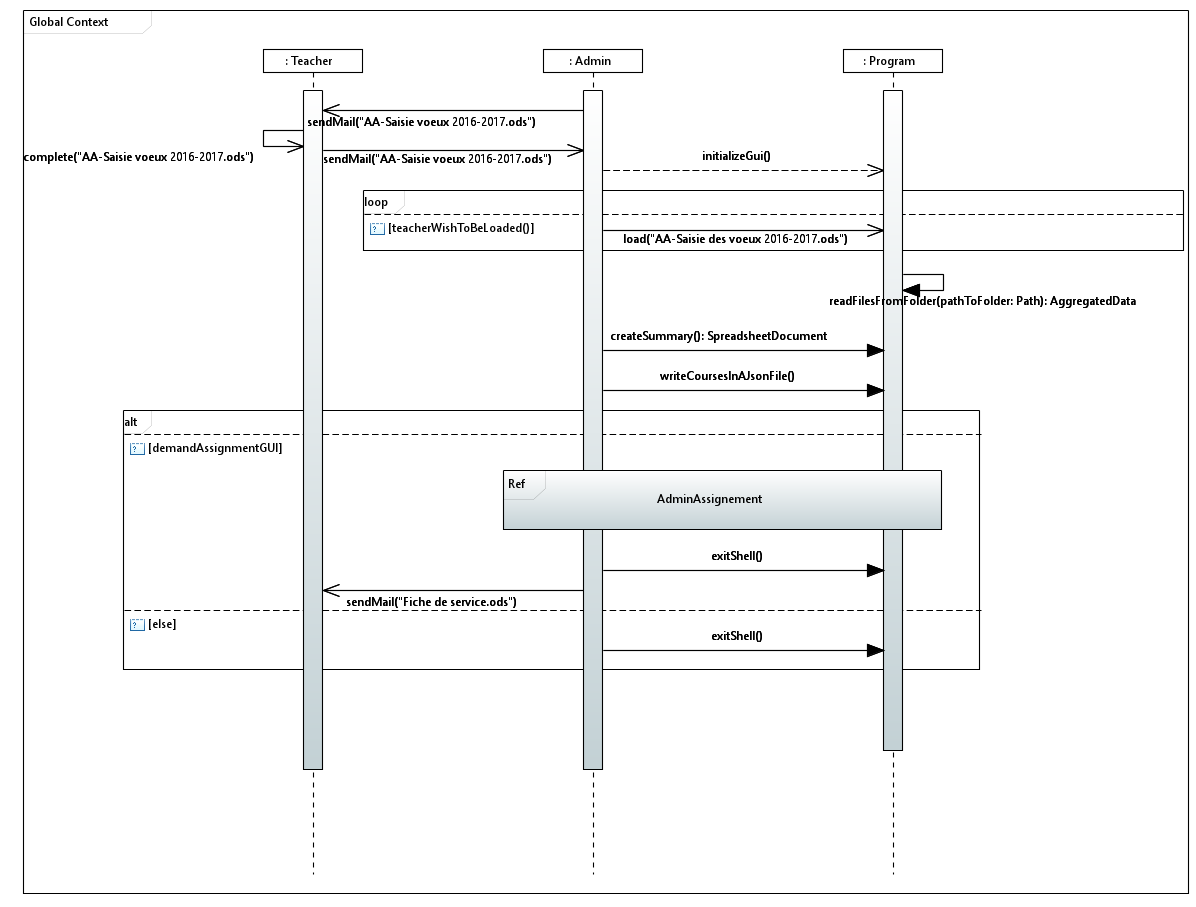 Global Context
: Teacher
: Admin
: Program
sendMail("AA-Saisie voeux 2016-2017.ods")
complete("AA-Saisie voeux 2016-2017.ods")
sendMail("AA-Saisie voeux 2016-2017.ods")
initializeGui()
loop
[teacherWishToBeLoaded()]
load("AA-Saisie des voeux 2016-2017.ods")
readFilesFromFolder(pathToFolder: Path): AggregatedData
createSummary(): SpreadsheetDocument
writeCoursesInAJsonFile()
alt
[demandAssignmentGUI]
Ref
AdminAssignement
exitShell()
sendMail("Fiche de service.ods")
[else]
exitShell()